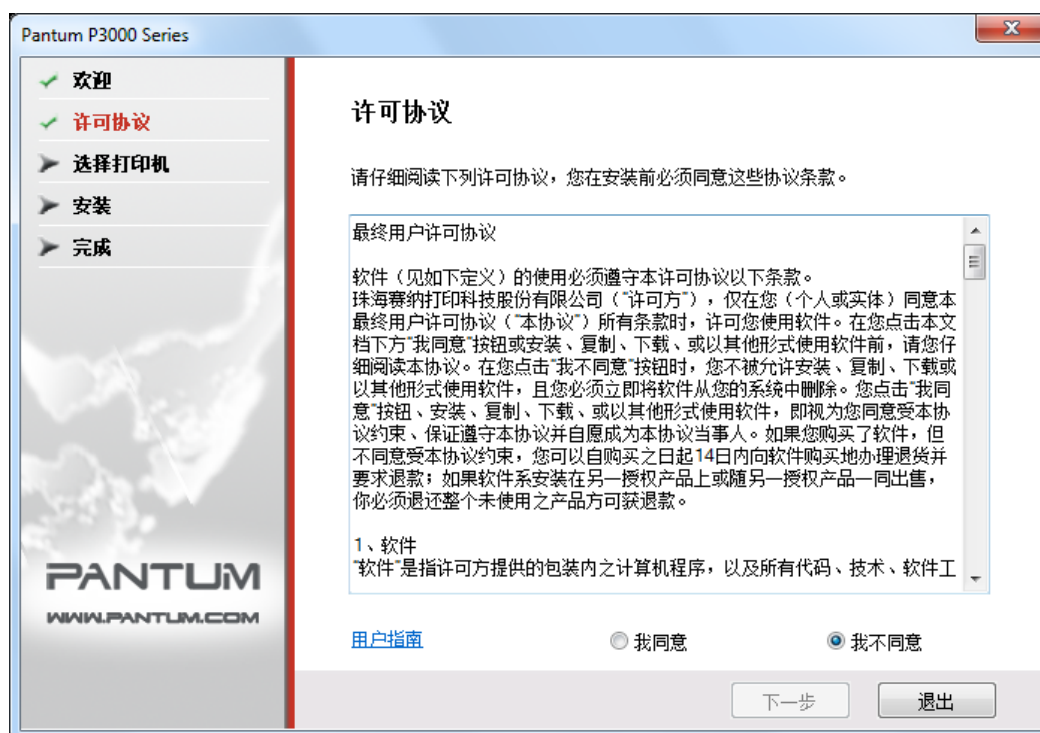 Pantum P3000 Series
欢迎
许可协议
选择打印机
安装
完成
PANTUM
WWW.PANTUM.COM
许可协议
请仔细阅读下列许可协议，您在安装前必须同意这些协议条款。
最终用户许可协议
软件（见如下定义）的使用必须遵守本许可协议以下条款。
珠海赛纳打印科技股份有限公司（"许可方"），仅在您（个人或实体）同意本
最终用户许可协议（"本协议"）所有条款时，许可您使用软件。在您点击本文
档下方"我同意"按钮或安装、复制、下载、或以其他形式使用软件前，请您仔
细阅读本协议。在您点击"我不同意"按钮时，您不被允许安装、复制、下载或
以其他形式使用软件，且您必须立即将软件从您的系统中删除。您点击"我同
意"按钮、安装、复制、下载、或以其他形式使用软件，即视为您同意受本协
议约束、保证遵守本协议并自愿成为本协议当事人。如果您购买了软件，但
不同意受本协议约束，您可以自购买之日起14日内向软件购买地办理退货并
要求退款；如果软件系安装在另一授权产品上或随另一授权产品一同出售，
你必须退还整个未使用之产品方可获退款。
1、软件
"软件"是指许可方提供的包装内之计算机程序，以及所有代码、技术、软件工
用户指南
我同意
我不同意
下一步
退出